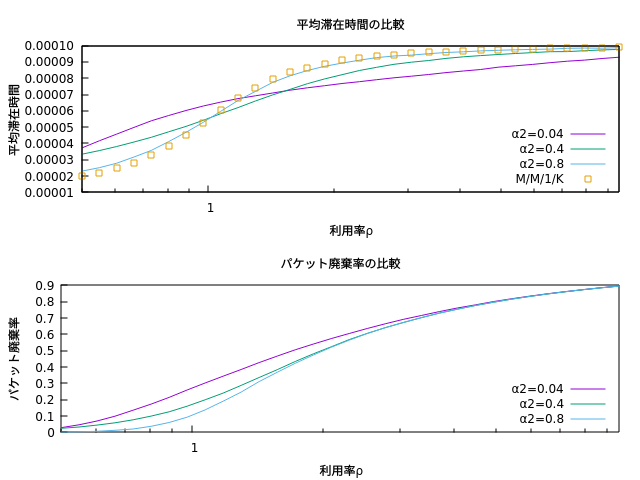 平均滞在時間の比較
平均滞在時間
0.00010
0.00009
0.00008
0.00007
0.00006
0.00005
0.00004
0.00003
0.00002
0.00001
α2=0.04
α2=0.4
α2=0.8
M/M/1/K
1
利用率ρ
パケット廃棄率の比較
パケット廃棄率
0.9
0.8
0.7
0.6
0.5
0.4
0.3
0.2
0.1
0
α2=0.04
α2=0.4
α2=0.8
1
利用率ρ